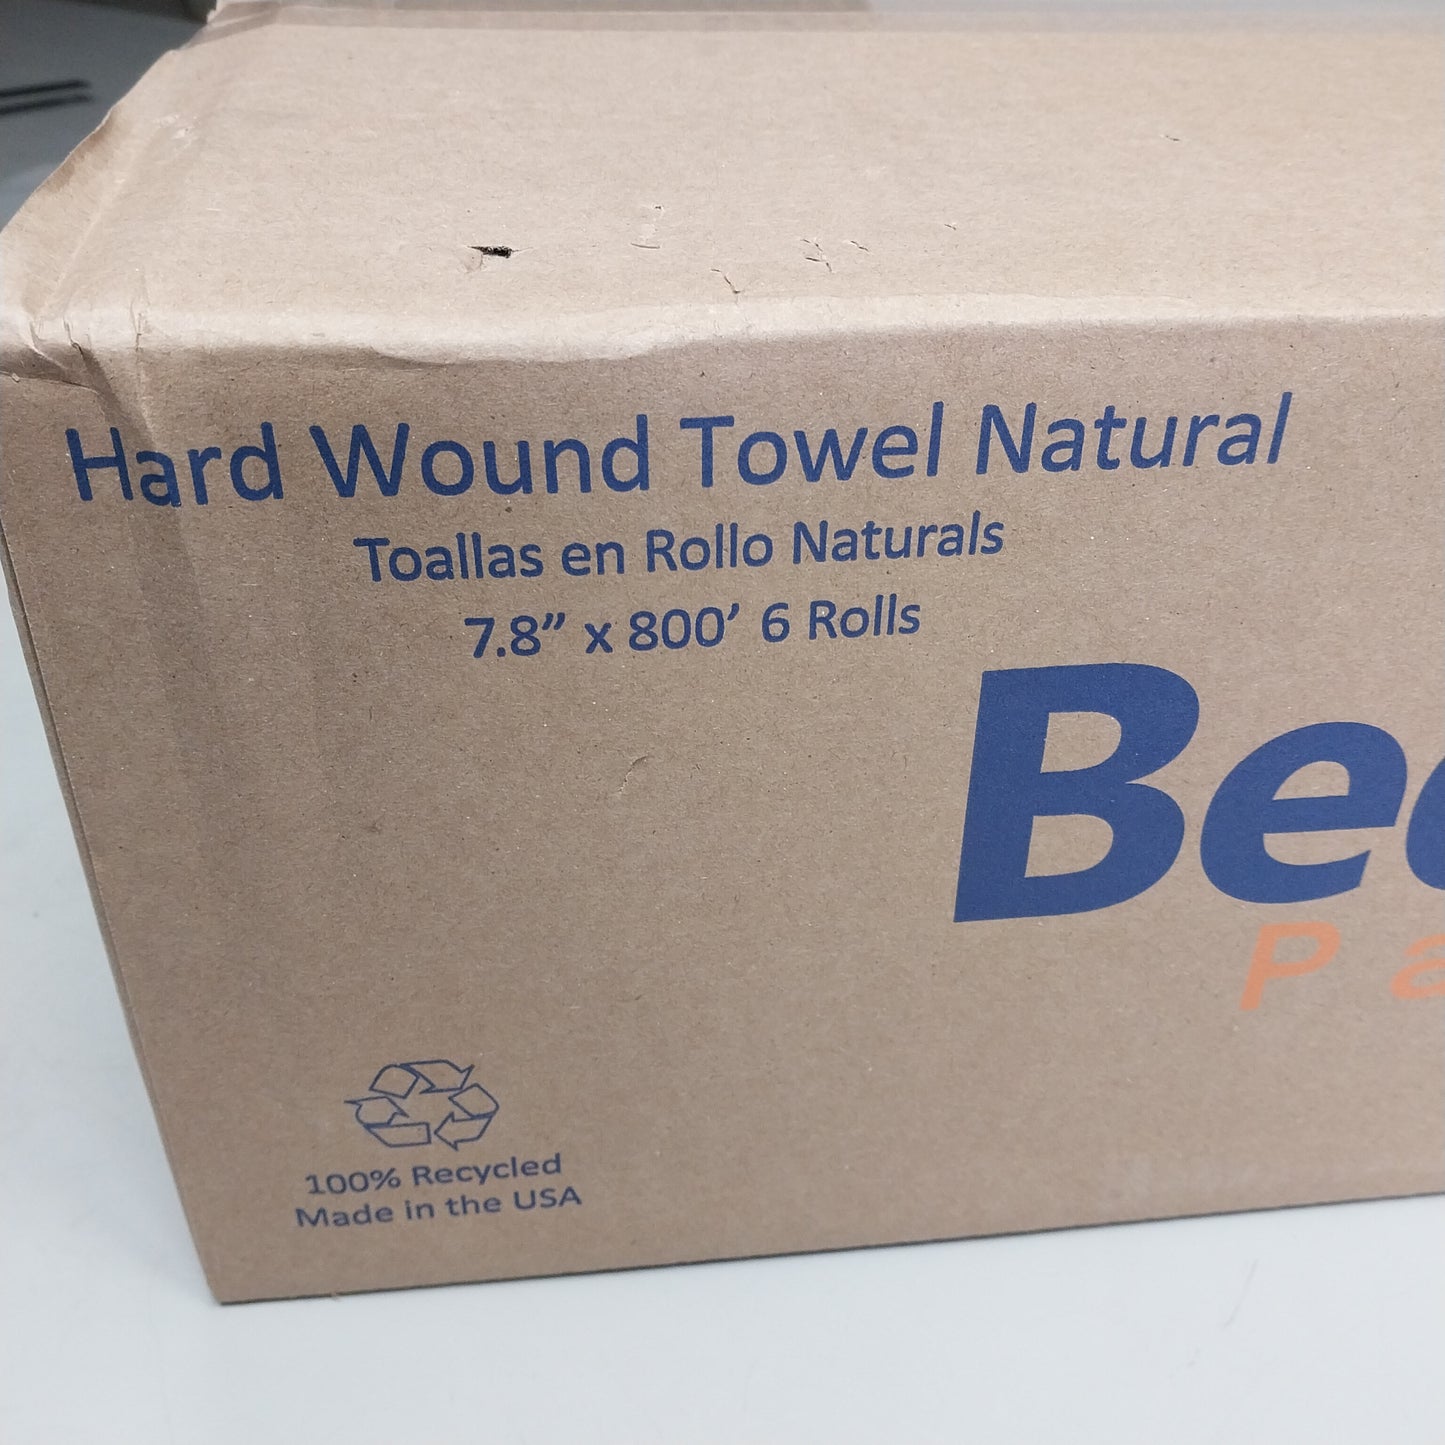 Hard Wound Towel Natural
Toallas en Rollo Naturals
7.8” x 800’ 6 Rolls
100% Recycled
Made in the USA